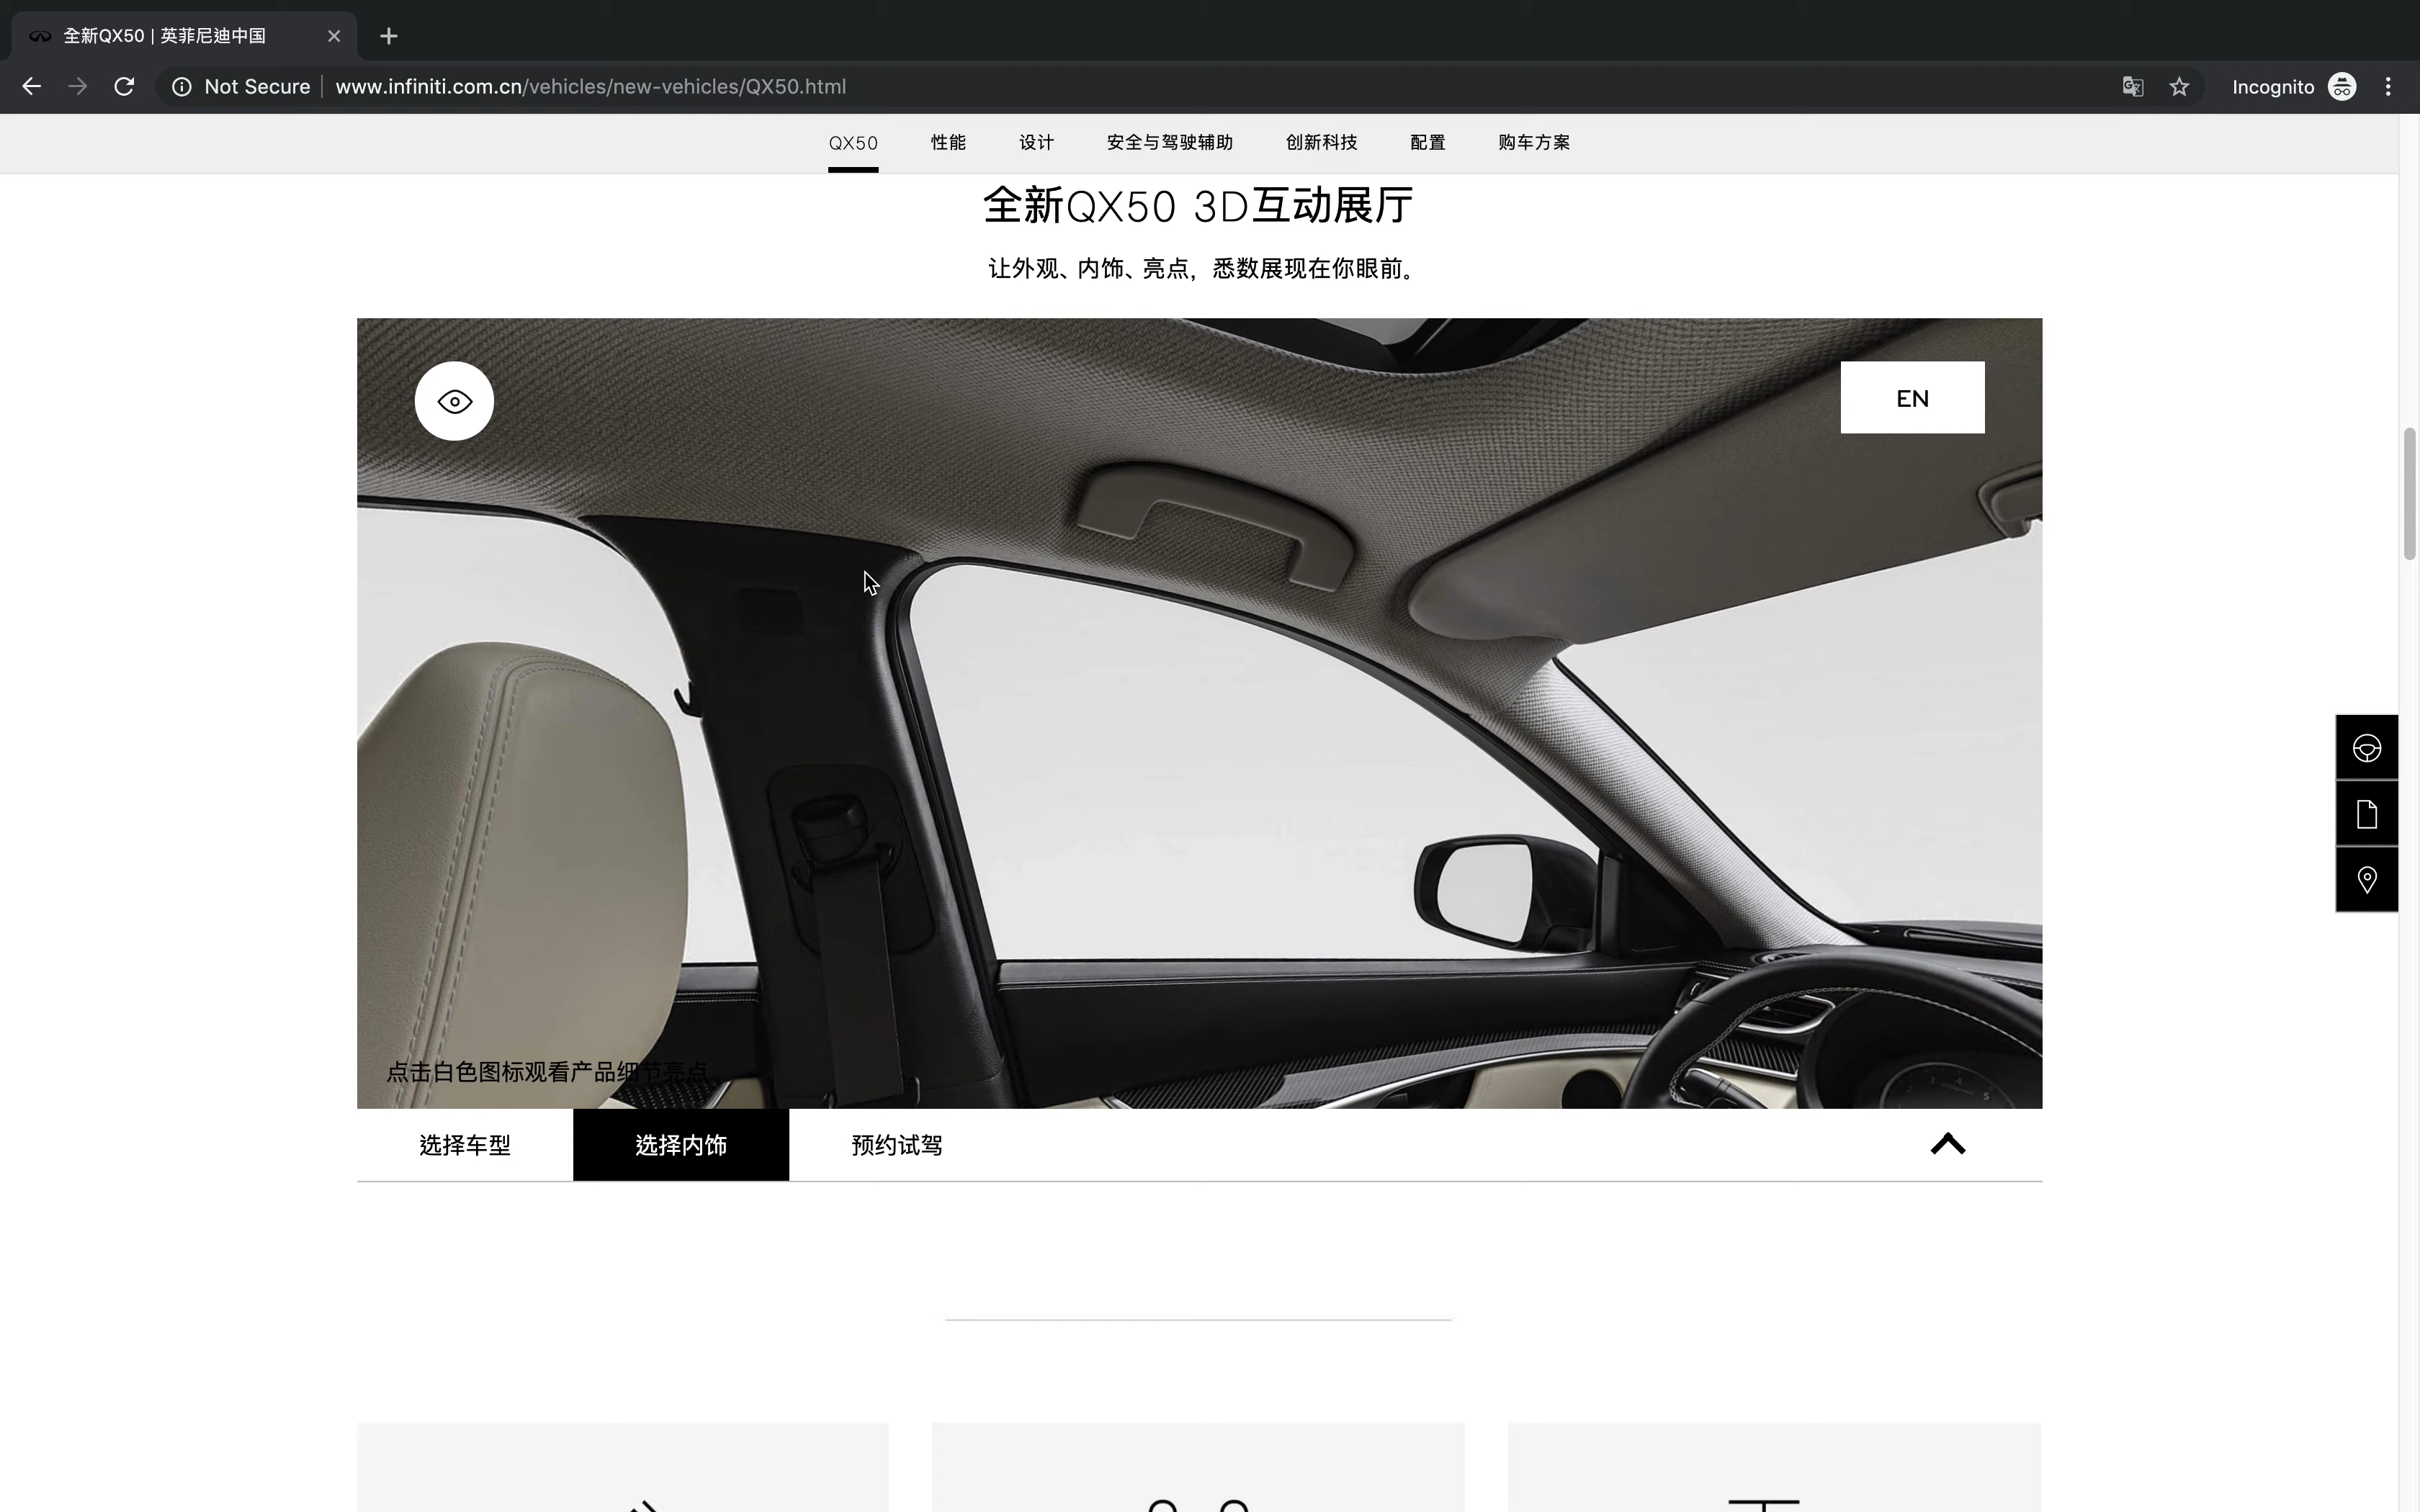 全新QX50 | 英菲尼迪中国
Not Secure
www.infiniti.com.cn/vehicles/new-vehicles/QX50.html
Incognito
QX50
性能
设计
安全与驾驶辅助
创新科技
配置
购车方案
全新QX50 3D互动展厅
让外观、内饰、亮点，悉数展现在你眼前。
EN
点击白色图标观看产品细节亮点
选择车型
选择内饰
预约试驾